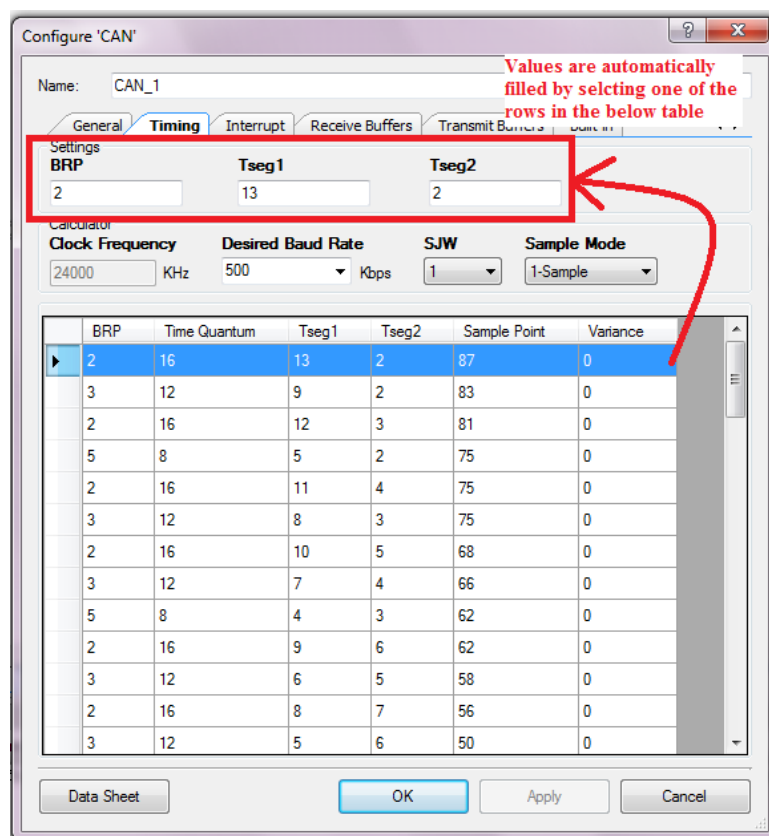 Configure 'CAN'
Values are automatically
filled by selcting one of the
rows in the below table
Name: CAN_1
General Timing Interrupt Receive Buffers Transmit Buffers Built-in
Settings
BRP Tseg1 Tseg2
2 13 2
Calculator
Clock Frequency Desired Baud Rate SJW Sample Mode
24000 KHz 500 Kbps 1 1-Sample
BRP Time Quantum Tseg1 Tseg2 Sample Point Variance
2 16 13 2 87 0
3 12 9 2 83 0
2 16 12 3 81 0
5 8 5 2 75 0
2 16 11 4 75 0
3 12 8 3 75 0
2 16 10 5 68 0
3 12 7 4 66 0
5 8 4 3 62 0
2 16 9 6 62 0
3 12 6 5 58 0
2 16 8 7 56 0
3 12 5 6 50 0
Data Sheet OK Apply Cancel